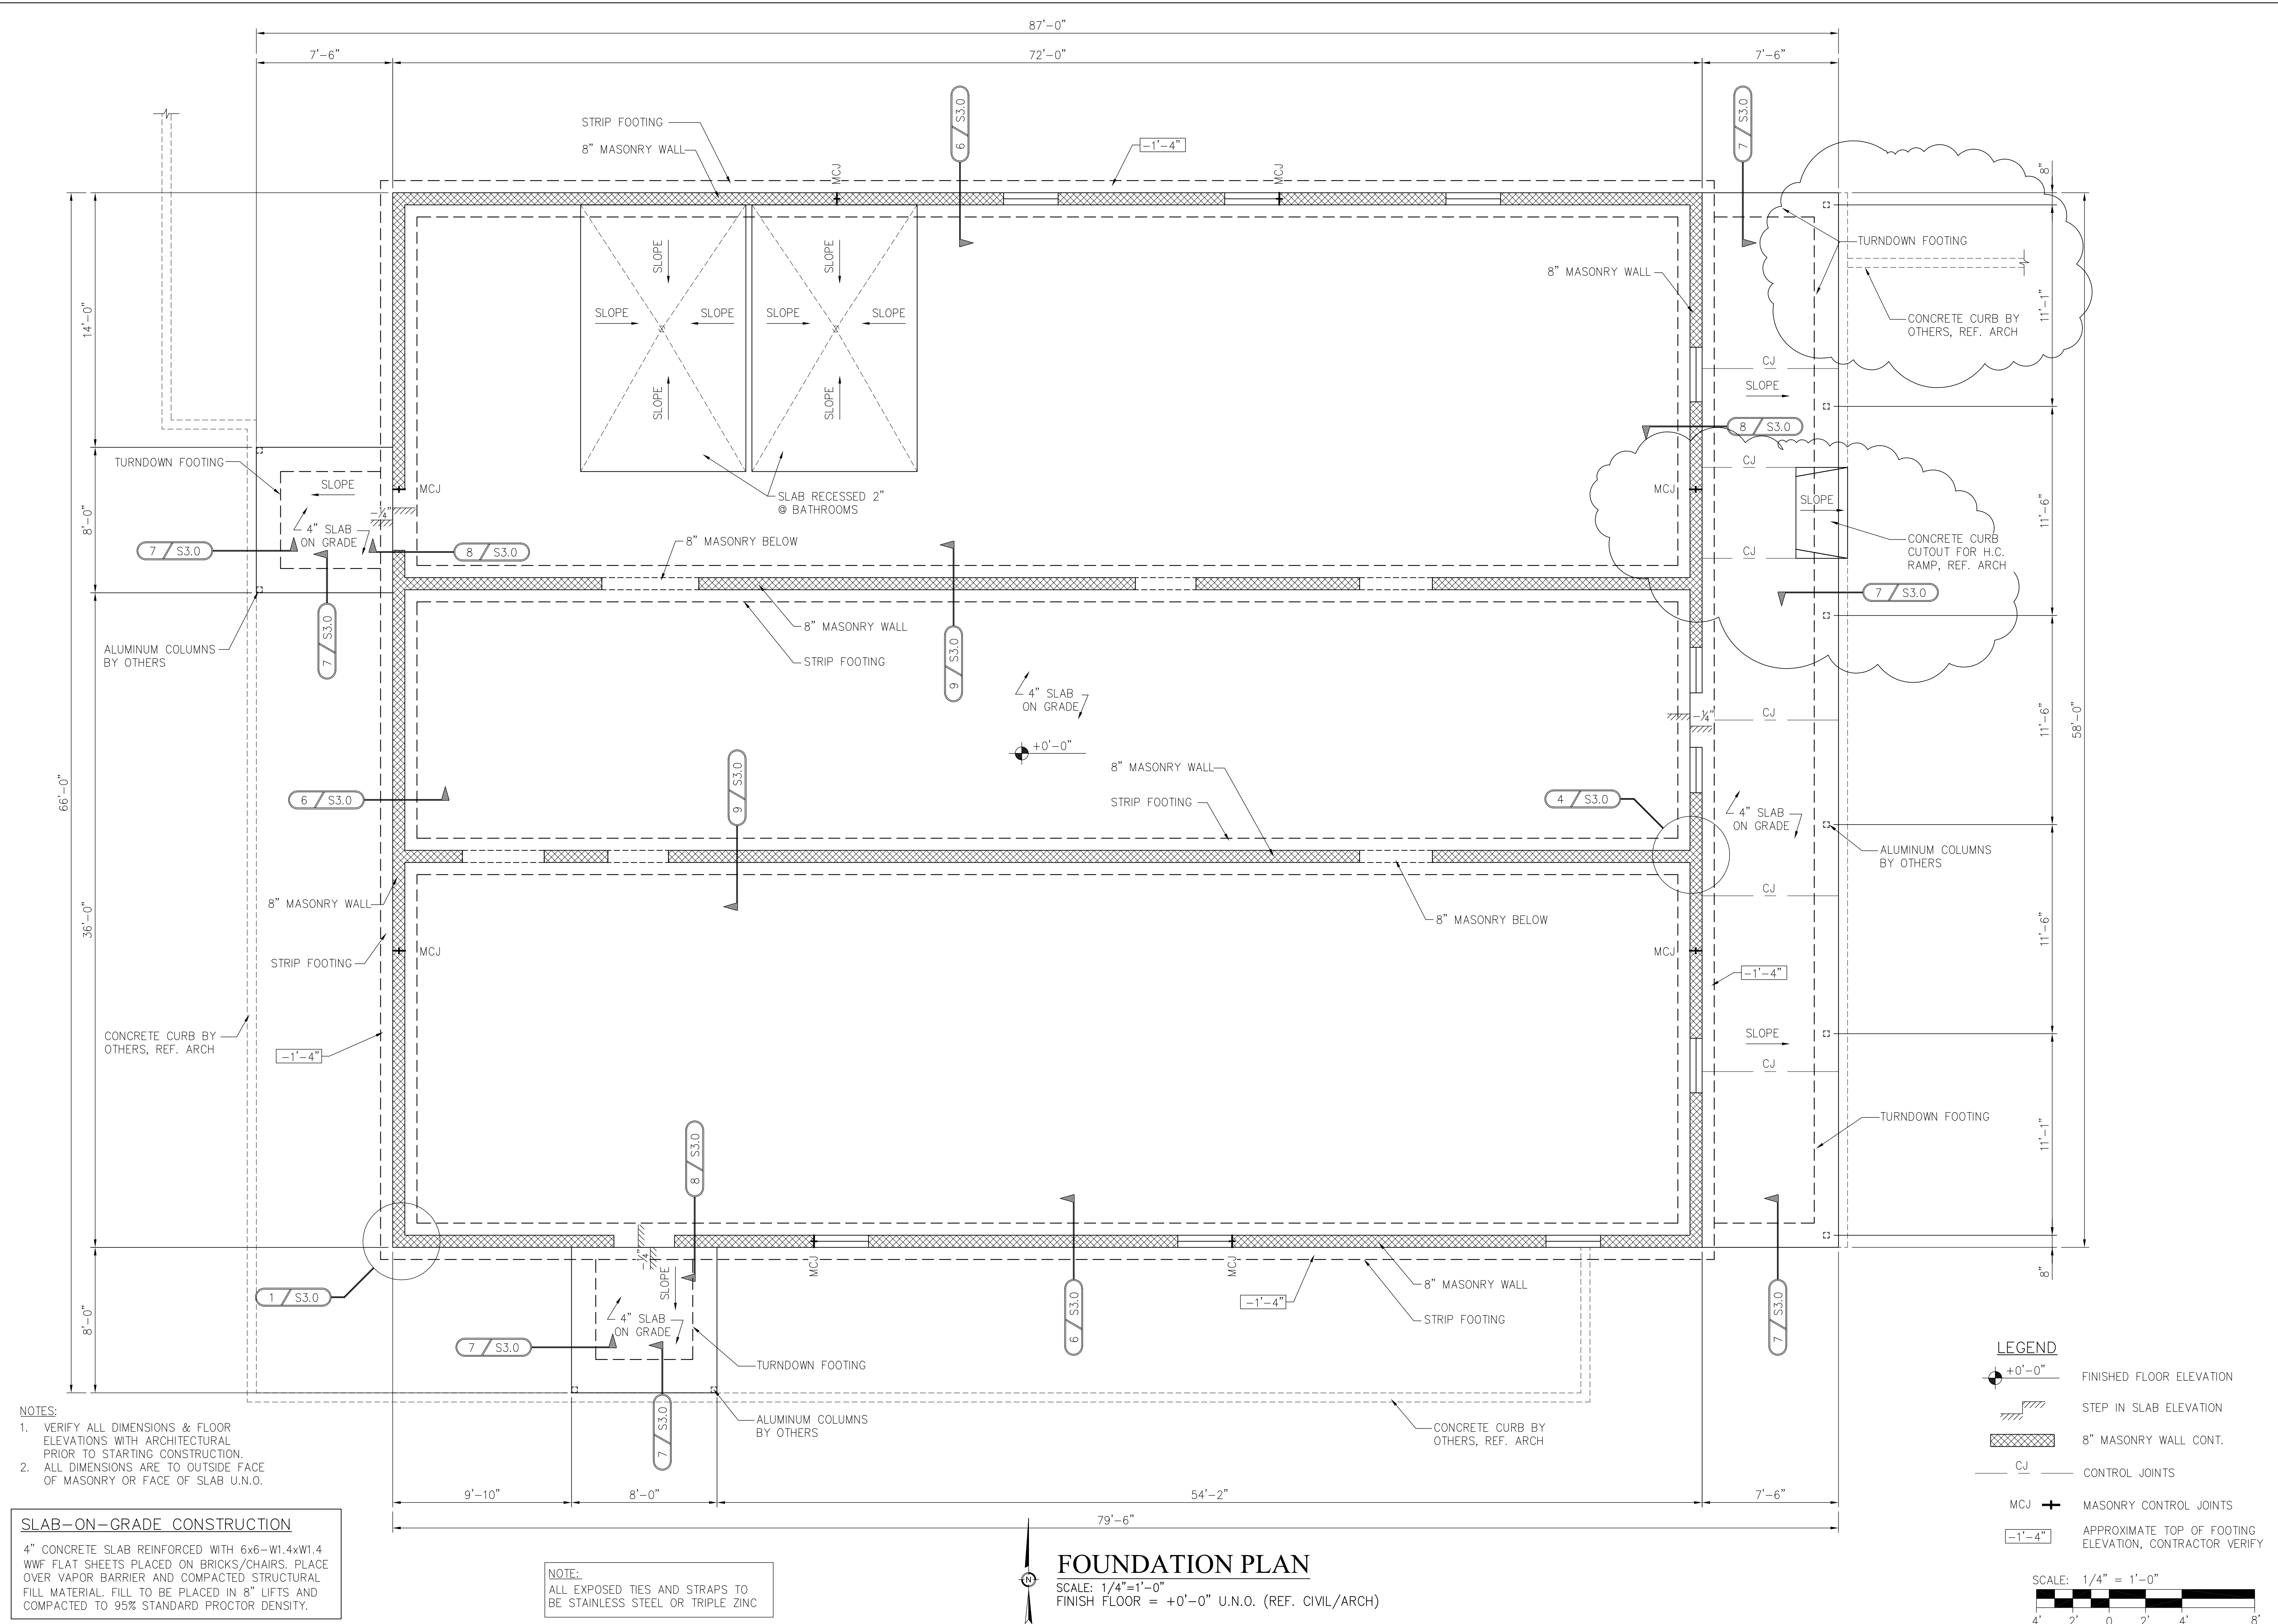 87'-0"
7'-6"
72'-0"
7'-6"
STRIP FOOTING
8" MASONRY WALL
MCJ
6 / S3.0
-1'-4"
MCJ
7 / S3.0
8"
TURNDOWN FOOTING
8" MASONRY WALL
SLOPE
SLOPE
SLOPE
SLOPE
SLOPE
SLOPE
SLOPE
SLOPE
CONCRETE CURB BY
OTHERS, REF. ARCH
11'-1"
14'-0"
CJ
SLOPE
8 / S3.0
TURNDOWN FOOTING
SLOPE
MCJ
-1/4"
4" SLAB
ON GRADE
SLAB RECESSED 2"
@ BATHROOMS
CJ
MCJ
SLOPE
11'-6"
8'-0"
7 / S3.0
8 / S3.0
8" MASONRY BELOW
CJ
CONCRETE CURB
CUTOUT FOR H.C.
RAMP, REF. ARCH
7 / S3.0
ALUMINUM COLUMNS
BY OTHERS
7 / S3.0
8" MASONRY WALL
STRIP FOOTING
9 / S3.0
4" SLAB
ON GRADE
CJ
-1/4"
11'-6"
58'-0"
+0'-0"
66'-0"
6 / S3.0
9 / S3.0
8" MASONRY WALL
STRIP FOOTING
4 / S3.0
4" SLAB
ON GRADE
ALUMINUM COLUMNS
BY OTHERS
8" MASONRY WALL
36'-0"
CJ
8" MASONRY BELOW
11'-6"
STRIP FOOTING
MCJ
MCJ
-1'-4"
CONCRETE CURB BY
OTHERS, REF. ARCH
-1'-4"
SLOPE
CJ
TURNDOWN FOOTING
11'-1"
8 / S3.0
-1/4"
MCJ
MCJ
8"
1 / S3.0
SLOPE
4" SLAB
ON GRADE
-1'-4"
8" MASONRY WALL
STRIP FOOTING
6 / S3.0
7 / S3.0
8'-0"
7 / S3.0
TURNDOWN FOOTING
7 / S3.0
ALUMINUM COLUMNS
BY OTHERS
CONCRETE CURB BY
OTHERS, REF. ARCH
9'-10"
8'-0"
54'-2"
7'-6"
79'-6"
NOTES:
1. VERIFY ALL DIMENSIONS & FLOOR
ELEVATIONS WITH ARCHITECTURAL
PRIOR TO STARTING CONSTRUCTION.
2. ALL DIMENSIONS ARE TO OUTSIDE FACE
OF MASONRY OR FACE OF SLAB U.N.O.
SLAB-ON-GRADE CONSTRUCTION
4" CONCRETE SLAB REINFORCED WITH 6x6-W1.4xW1.4
WWF FLAT SHEETS PLACED ON BRICKS/CHAIRS. PLACE
OVER VAPOR BARRIER AND COMPACTED STRUCTURAL
FILL MATERIAL. FILL TO BE PLACED IN 8" LIFTS AND
COMPACTED TO 95% STANDARD PROCTOR DENSITY.
NOTE:
ALL EXPOSED TIES AND STRAPS TO
BE STAINLESS STEEL OR TRIPLE ZINC
N
FOUNDATION PLAN
SCALE: 1/4"=1'-0"
FINISH FLOOR = +0'-0" U.N.O. (REF. CIVIL/ARCH)
LEGEND
+0'-0" FINISHED FLOOR ELEVATION
STEP IN SLAB ELEVATION
8" MASONRY WALL CONT.
CJ CONTROL JOINTS
MCJ MASONRY CONTROL JOINTS
-1'-4" APPROXIMATE TOP OF FOOTING
ELEVATION, CONTRACTOR VERIFY
SCALE: 1/4" = 1'-0"
4' 2' 0 2' 4' 8'